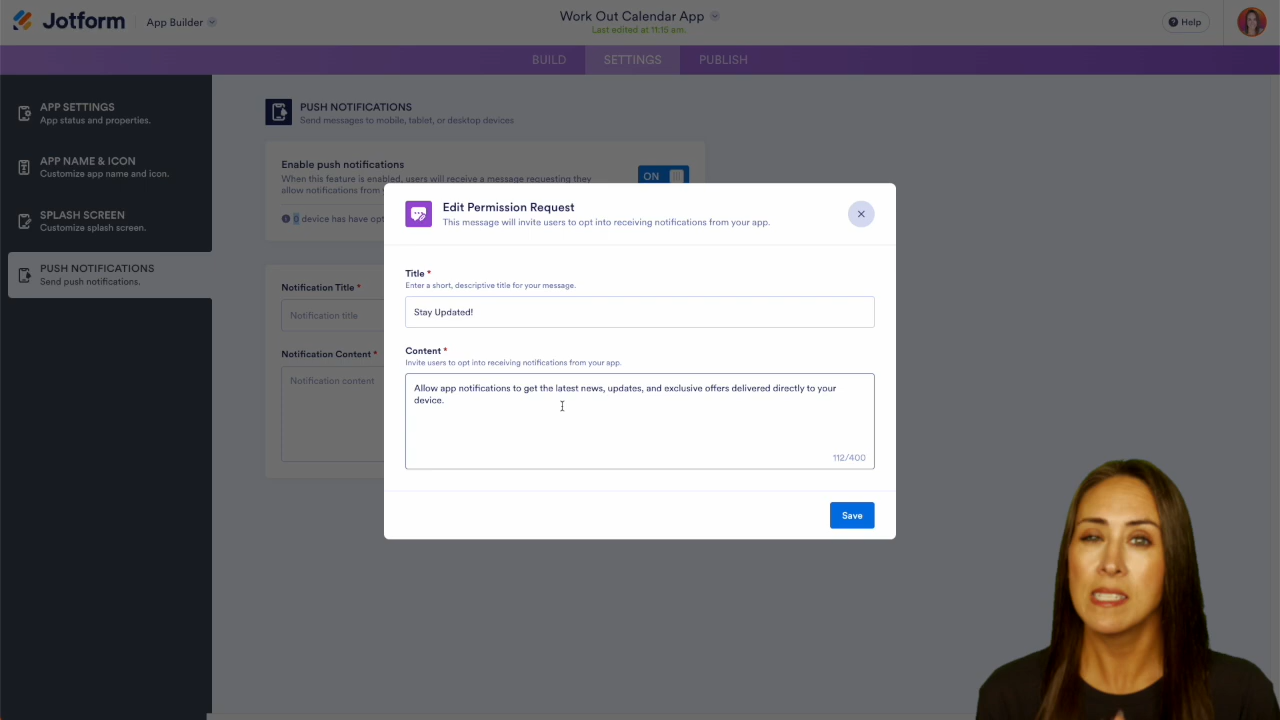 Jotform
App Builder
Work Out Calendar App
Last edited at 11:15 am.
Help
BUILD
SETTINGS
PUBLISH
APP SETTINGS
App status and properties.
APP NAME & ICON
Customize app name and icon.
SPLASH SCREEN
Customize splash screen.
PUSH NOTIFICATIONS
Send push notifications.
PUSH NOTIFICATIONS
Send messages to mobile, tablet, or desktop devices
Enable push notifications
When this feature is enabled, users will receive a message requesting they
allow notifications from
ON
0 device has have opt
Notification Title *
Notification title
Notification Content *
Notification content
Edit Permission Request
This message will invite users to opt into receiving notifications from your app.
Title *
Enter a short, descriptive title for your message.
Stay Updated!
Content *
Invite users to opt into receiving notifications from your app.
Allow app notifications to get the latest news, updates, and exclusive offers delivered directly to your
device.
112/400
Save